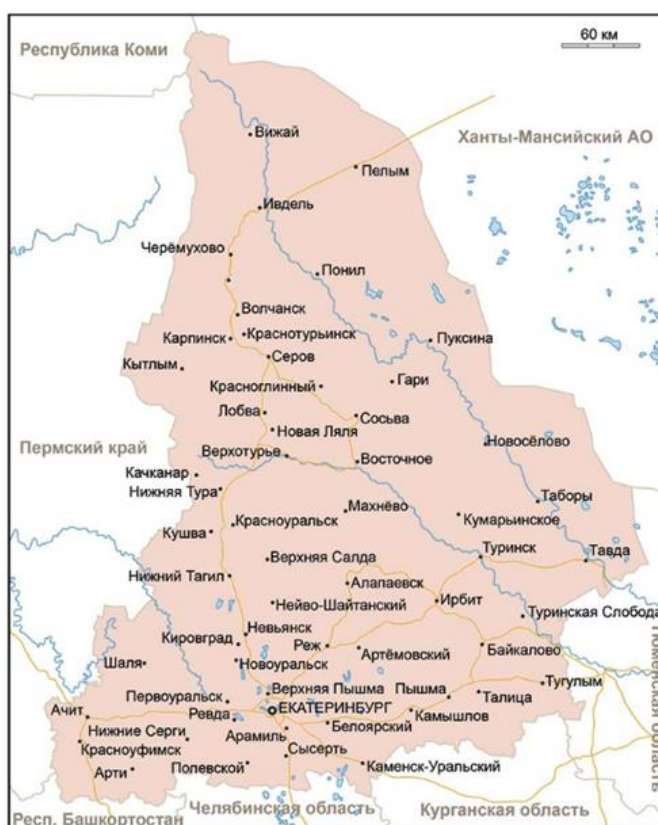 60 км
Республика Коми
Вижай
Ханты-Мансийский АО
Пелым
Ивдель
Черёмухово
Понил
Волчанск
Карпинск
Краснотурьинск
Пуксина
Серов
Кытлым
Гари
Красноглинный
Лобва
Сосьва
Новая Ляля
Новосёлово
Пермский край
Верхотурье
Восточное
Качканар
Нижняя Тура
Таборы
Махнёво
Красноуральск
Кумарьинское
Кушва
Туринск
Тавда
Верхняя Салда
Нижний Тагил
Алапаевск
Ирбит
Нейво-Шайтанский
Туринская Слобода
Невьянск
Кировград
Реж
Артёмовский
Байкалово
Тюменская область
Шаля
Новоуральск
Тугулым
Верхняя Пышма
Пышма
Талица
Первоуральск
Ачит
ЕКАТЕРИНБУРГ
Ревда
Камышлов
Белоярский
Нижние Серги
Арамиль
Красноуфимск
Сысерть
Арти
Полевской
Каменск-Уральский
Челябинская область
Курганская область
Респ. Башкортостан